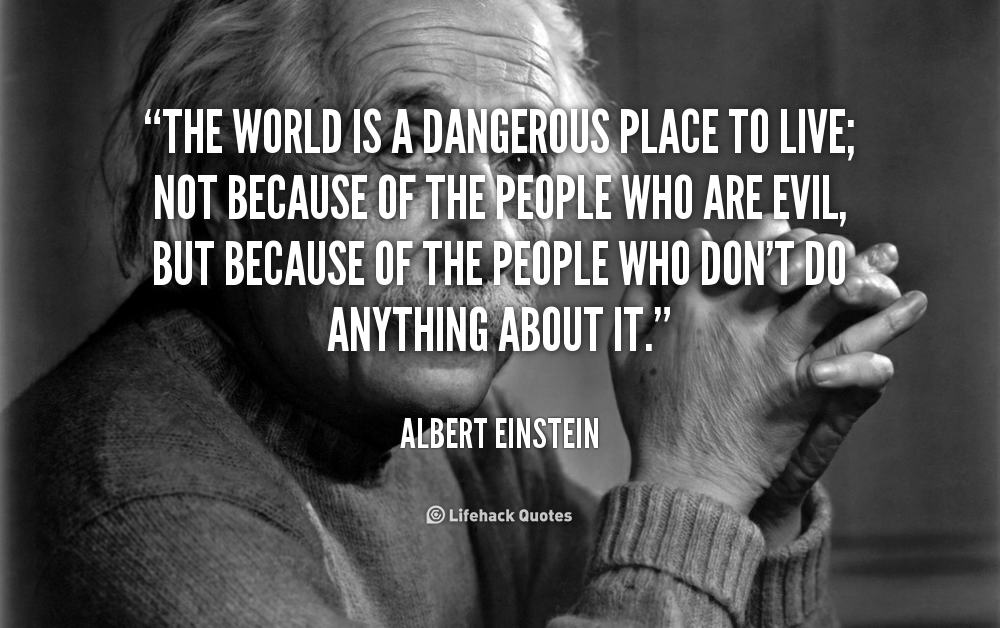 “THE WORLD IS A DANGEROUS PLACE TO LIVE;
NOT BECAUSE OF THE PEOPLE WHO ARE EVIL,
BUT BECAUSE OF THE PEOPLE WHO DON’T DO
ANYTHING ABOUT IT.”
ALBERT EINSTEIN
Lifehack Quotes